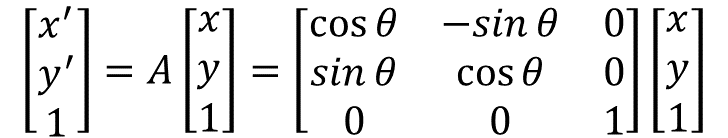 [x′] [x] [cos θ −sin θ 0] [x]
[y′] = A [y] = [sin θ cos θ 0] [y]
[1] [1] [0 0 1] [1]